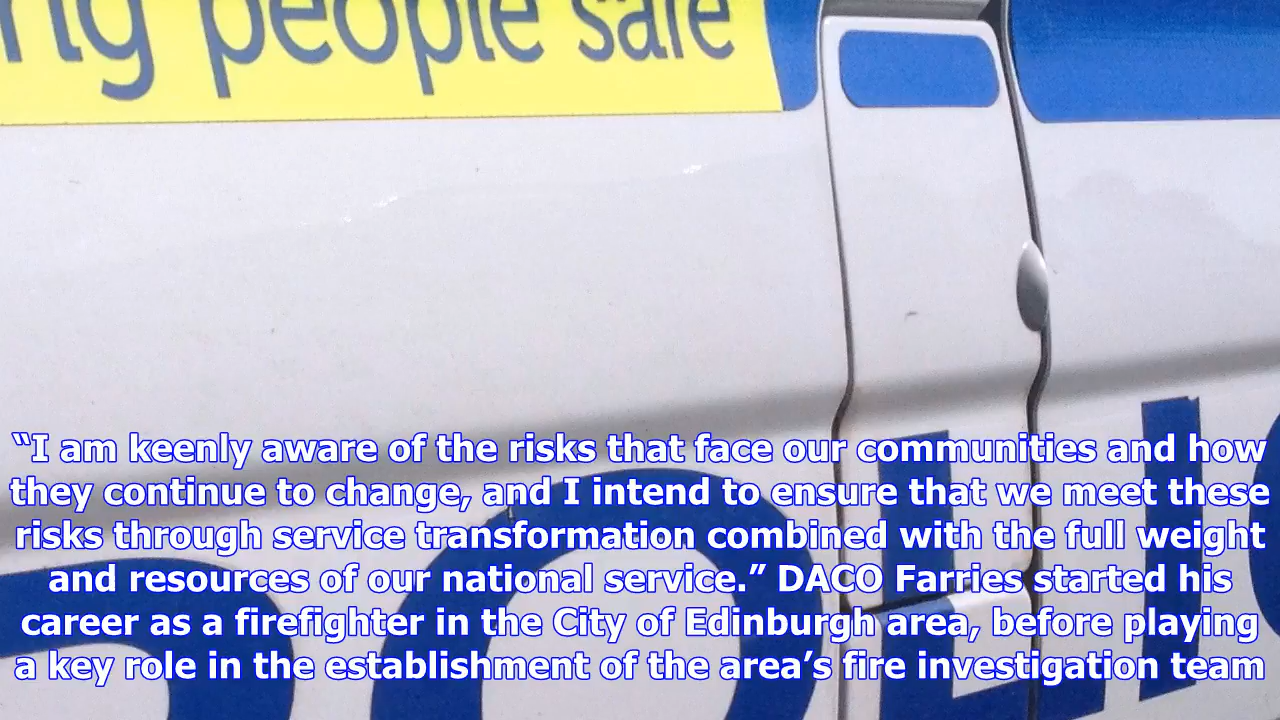 ng people safe
“I am keenly aware of the risks that face our communities and how
they continue to change, and I intend to ensure that we meet these
risks through service transformation combined with the full weight
and resources of our national service.” DACO Farries started his
career as a firefighter in the City of Edinburgh area, before playing
a key role in the establishment of the area’s fire investigation team
POLIC